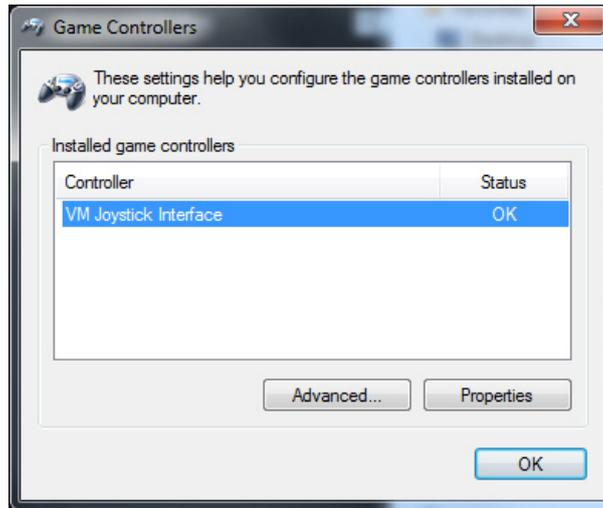 Game Controllers
These settings help you configure the game controllers installed on
your computer.
Installed game controllers
Controller Status
VM Joystick Interface OK
Advanced... Properties
OK